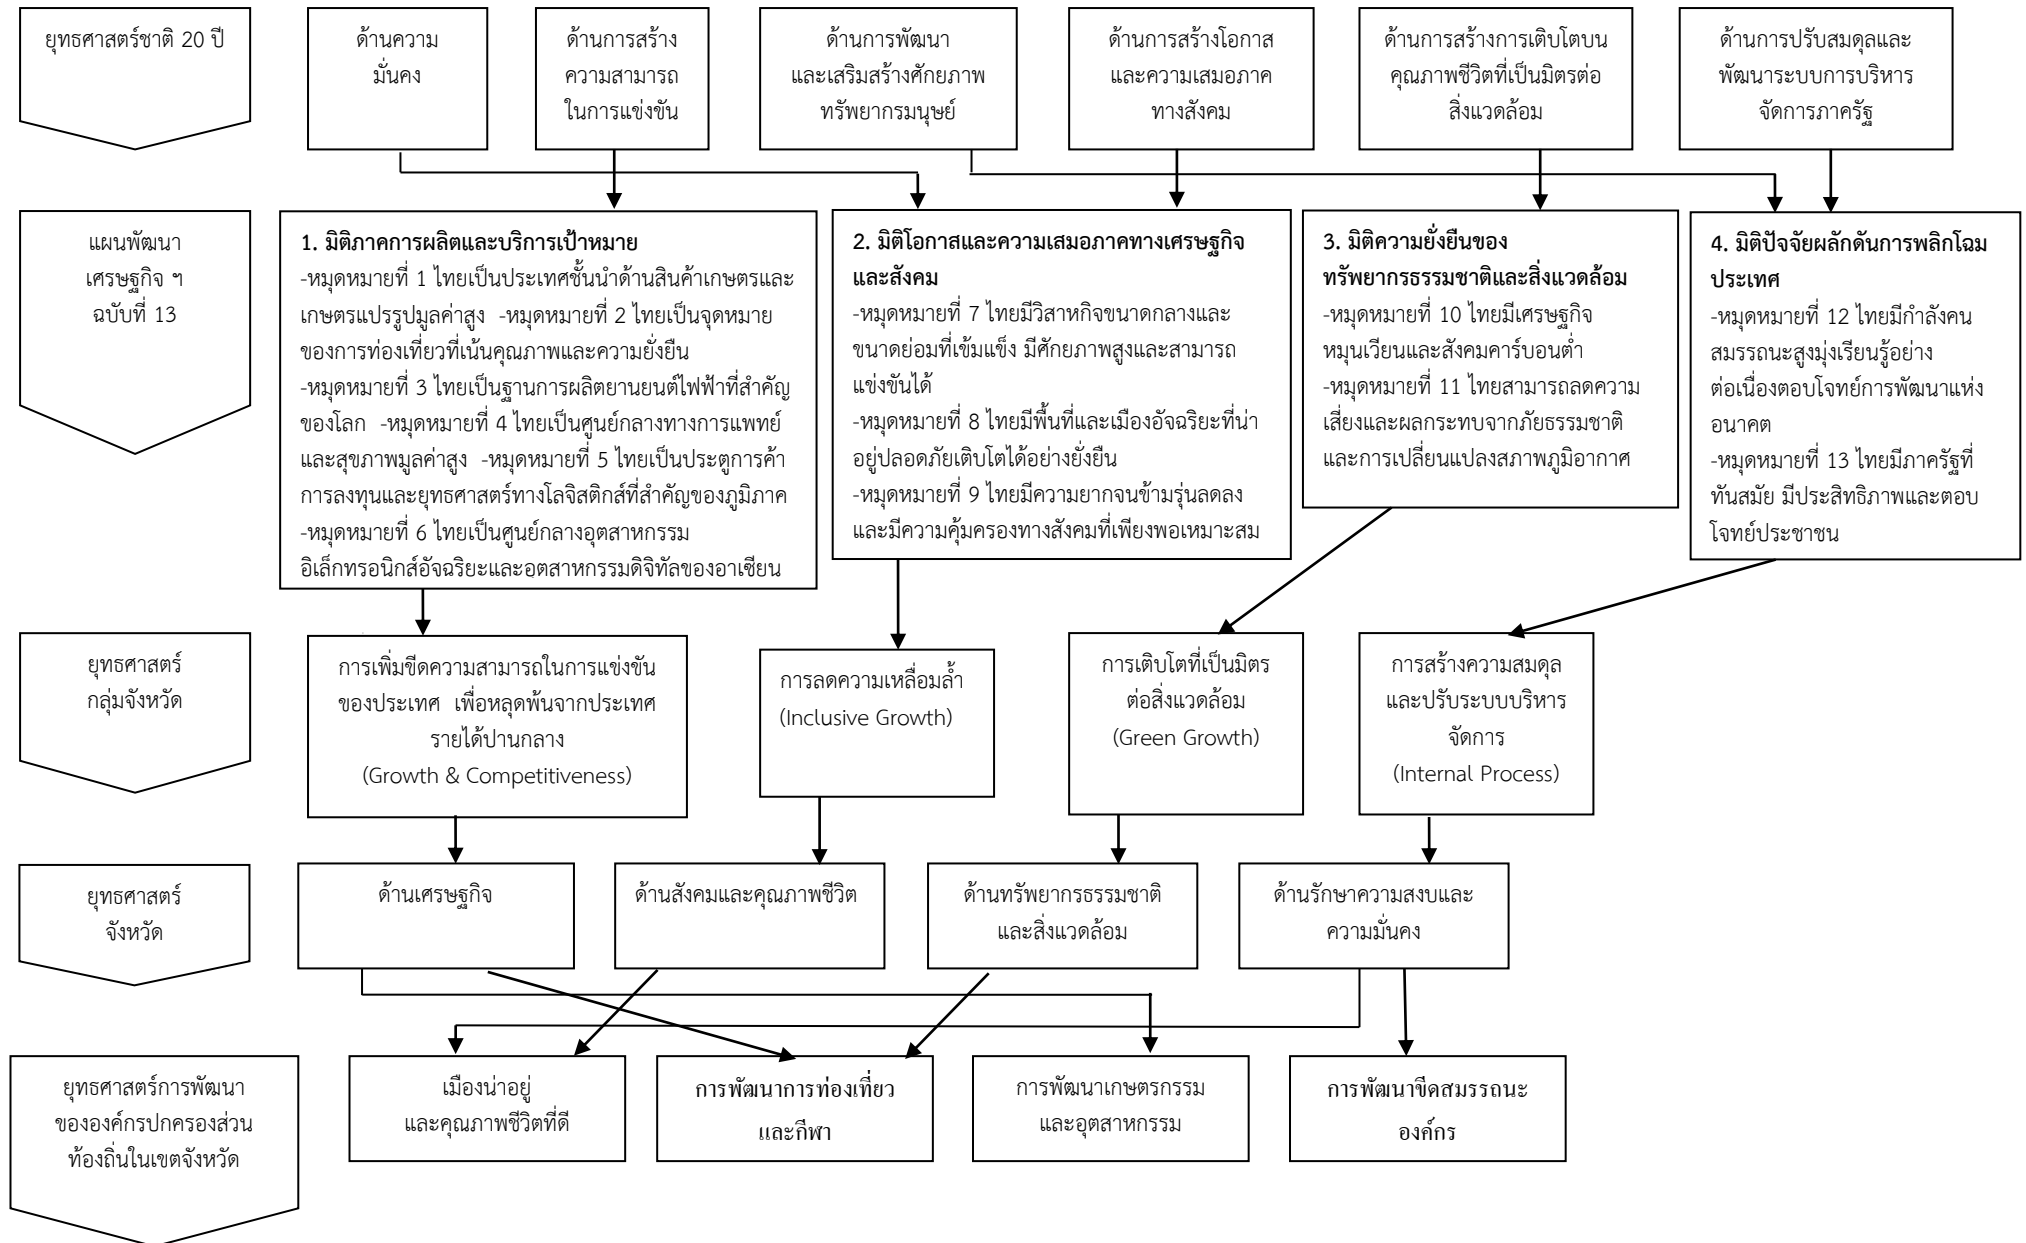 ยุทธศาสตร์ชาติ 20 ปี
ด้านความ
มั่นคง
ด้านการสร้าง
ความสามารถ
ในการแข่งขัน
ด้านการพัฒนา
และเสริมสร้างศักยภาพ
ทรัพยากรมนุษย์
ด้านการสร้างโอกาส
และความเสมอภาค
ทางสังคม
ด้านการสร้างการเติบโตบน
คุณภาพชีวิตที่เป็นมิตรต่อ
สิ่งแวดล้อม
ด้านการปรับสมดุลและ
พัฒนาระบบการบริหาร
จัดการภาครัฐ
แผนพัฒนา
เศรษฐกิจ ฯ
ฉบับที่ 13
1. มิติภาคการผลิตและบริการเป้าหมาย
-หมุดหมายที่ 1 ไทยเป็นประเทศชั้นนำด้านสินค้าเกษตรและ
เกษตรแปรรูปมูลค่าสูง -หมุดหมายที่ 2 ไทยเป็นจุดหมาย
ของการท่องเที่ยวที่เน้นคุณภาพและความยั่งยืน
-หมุดหมายที่ 3 ไทยเป็นฐานการผลิตยานยนต์ไฟฟ้าที่สำคัญ
ของโลก -หมุดหมายที่ 4 ไทยเป็นศูนย์กลางทางการแพทย์
และสุขภาพมูลค่าสูง -หมุดหมายที่ 5 ไทยเป็นประตูการค้า
การลงทุนและยุทธศาสตร์ทางโลจิสติกส์ที่สำคัญของภูมิภาค
-หมุดหมายที่ 6 ไทยเป็นศูนย์กลางอุตสาหกรรม
อิเล็กทรอนิกส์อัจฉริยะและอุตสาหกรรมดิจิทัลของอาเซียน
2. มิติโอกาสและความเสมอภาคทางเศรษฐกิจ
และสังคม
-หมุดหมายที่ 7 ไทยมีวิสาหกิจขนาดกลางและ
ขนาดย่อมที่เข้มแข็ง มีศักยภาพสูงและสามารถ
แข่งขันได้
-หมุดหมายที่ 8 ไทยมีพื้นที่และเมืองอัจฉริยะที่น่า
อยู่ปลอดภัยเติบโตได้อย่างยั่งยืน
-หมุดหมายที่ 9 ไทยมีความยากจนข้ามรุ่นลดลง
และมีความคุ้มครองทางสังคมที่เพียงพอเหมาะสม
3. มิติความยั่งยืนของ
ทรัพยากรธรรมชาติและสิ่งแวดล้อม
-หมุดหมายที่ 10 ไทยมีเศรษฐกิจ
หมุนเวียนและสังคมคาร์บอนต่ำ
-หมุดหมายที่ 11 ไทยสามารถลดความ
เสี่ยงและผลกระทบจากภัยธรรมชาติ
และการเปลี่ยนแปลงสภาพภูมิอากาศ
4. มิติปัจจัยผลักดันการพลิกโฉม
ประเทศ
-หมุดหมายที่ 12 ไทยมีกำลังคน
สมรรถนะสูงมุ่งเรียนรู้อย่าง
ต่อเนื่องตอบโจทย์การพัฒนาแห่ง
อนาคต
-หมุดหมายที่ 13 ไทยมีภาครัฐที่
ทันสมัย มีประสิทธิภาพและตอบ
โจทย์ประชาชน
ยุทธศาสตร์
กลุ่มจังหวัด
การเพิ่มขีดความสามารถในการแข่งขัน
ของประเทศ เพื่อหลุดพ้นจากประเทศ
รายได้ปานกลาง
(Growth & Competitiveness)
การลดความเหลื่อมล้ำ
(Inclusive Growth)
การเติบโตที่เป็นมิตร
ต่อสิ่งแวดล้อม
(Green Growth)
การสร้างความสมดุล
และปรับระบบบริหาร
จัดการ
(Internal Process)
ยุทธศาสตร์
จังหวัด
ด้านเศรษฐกิจ
ด้านสังคมและคุณภาพชีวิต
ด้านทรัพยากรธรรมชาติ
และสิ่งแวดล้อม
ด้านรักษาความสงบและ
ความมั่นคง
ยุทธศาสตร์การพัฒนา
ขององค์กรปกครองส่วน
ท้องถิ่นในเขตจังหวัด
เมืองน่าอยู่
และคุณภาพชีวิตที่ดี
การพัฒนาการท่องเที่ยว
และกีฬา
การพัฒนาเกษตรกรรม
และอุตสาหกรรม
การพัฒนาขีดสมรรถนะ
องค์กร